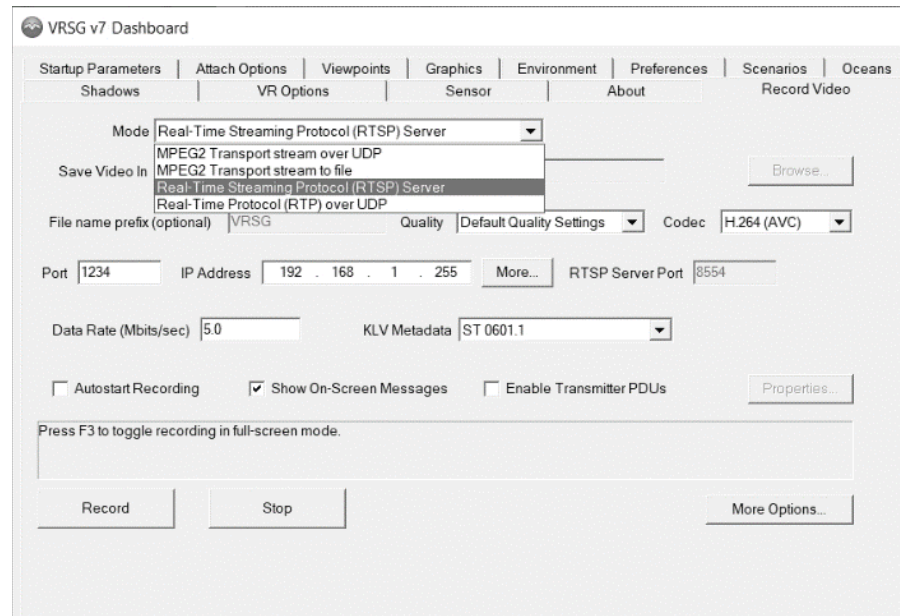 VRSG v7 Dashboard
Startup Parameters Attach Options Viewpoints Graphics Environment Preferences Scenarios Oceans
Shadows VR Options Sensor About Record Video
Mode Real-Time Streaming Protocol (RTSP) Server
MPEG2 Transport stream over UDP
Save Video In MPEG2 Transport stream to file Browse...
Real-Time Streaming Protocol (RTSP) Server
Real-Time Protocol (RTP) over UDP
File name prefix (optional) VRSG Quality Default Quality Settings Codec H.264 (AVC)
Port 1234 IP Address 192 . 168 . 1 . 255 More... RTSP Server Port 8554
Data Rate (Mbits/sec) 5.0 KLV Metadata ST 0601.1
Autostart Recording Show On-Screen Messages Enable Transmitter PDUs Properties...
Press F3 to toggle recording in full-screen mode.
Record Stop More Options...